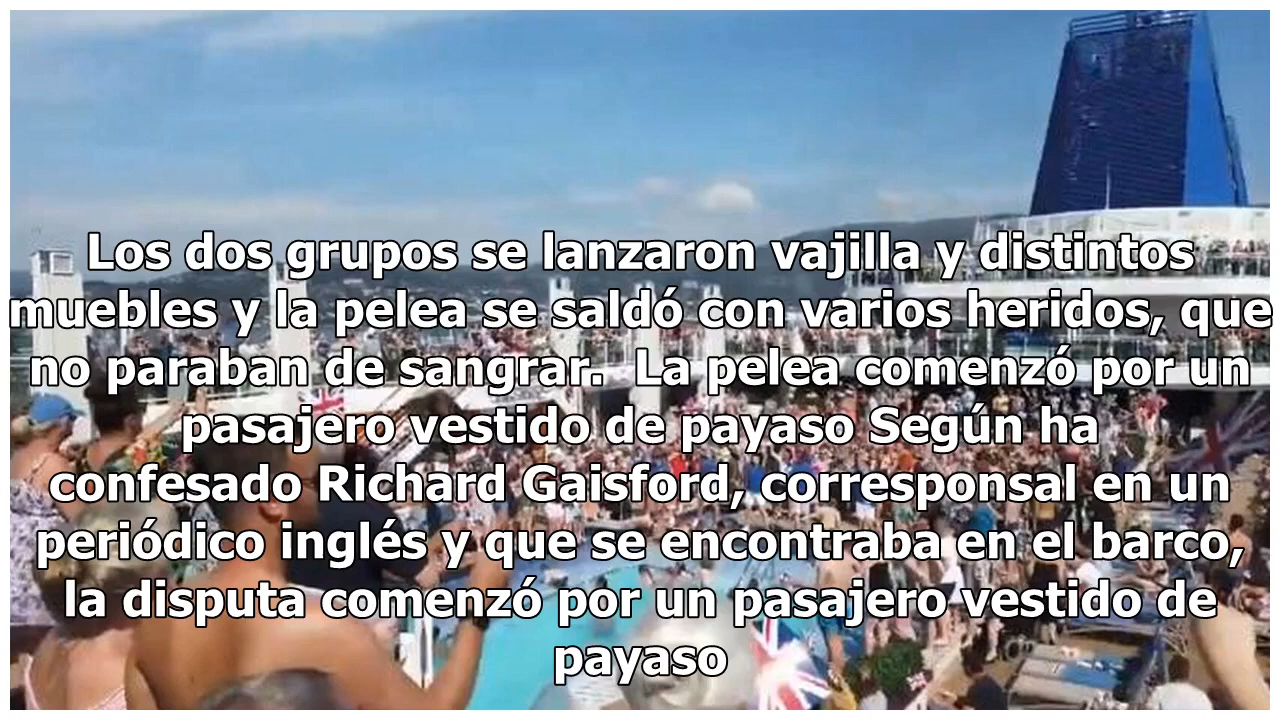 Los dos grupos se lanzaron vajilla y distintos
muebles y la pelea se saldó con varios heridos, que
no paraban de sangrar.  La pelea comenzó por un
pasajero vestido de payaso Según ha
confesado Richard Gaisford, corresponsal en un
periódico inglés y que se encontraba en el barco,
la disputa comenzó por un pasajero vestido de
payaso